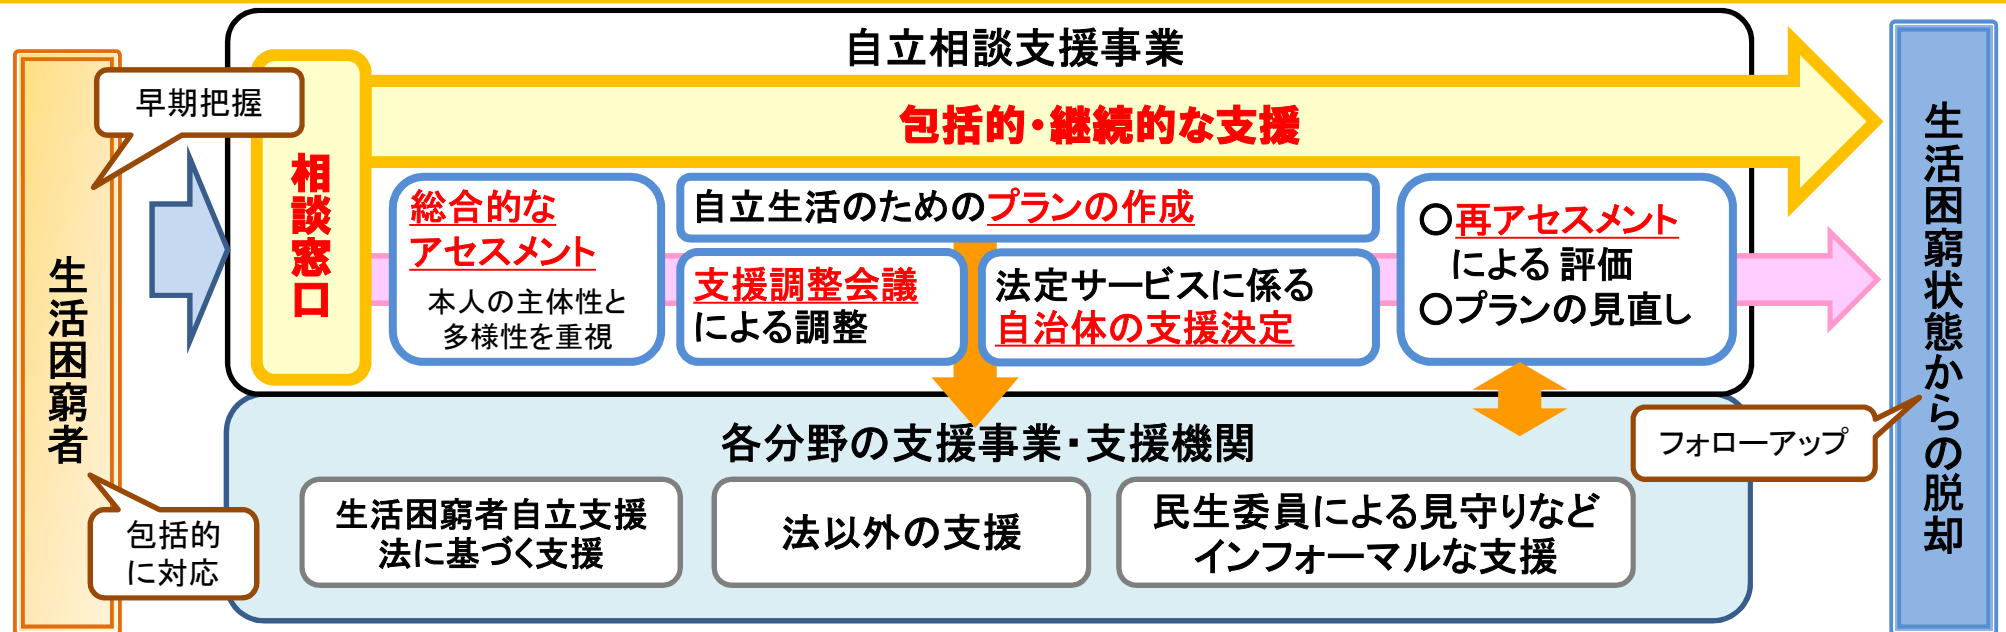 自立相談支援事業
早期把握
包括的・継続的な支援
生活困窮者
包括的
に対応
相談窓口
総合的な
アセスメント
本人の主体性と
多様性を重視
自立生活のためのプランの作成
支援調整会議
による調整
法定サービスに係る
自治体の支援決定
〇再アセスメント
による 評価
〇プランの見直し
各分野の支援事業・支援機関
生活困窮者自立支援
法に基づく支援
法以外の支援
民生委員による見守りなど
インフォーマルな支援
フォローアップ
生活困窮状態からの脱却